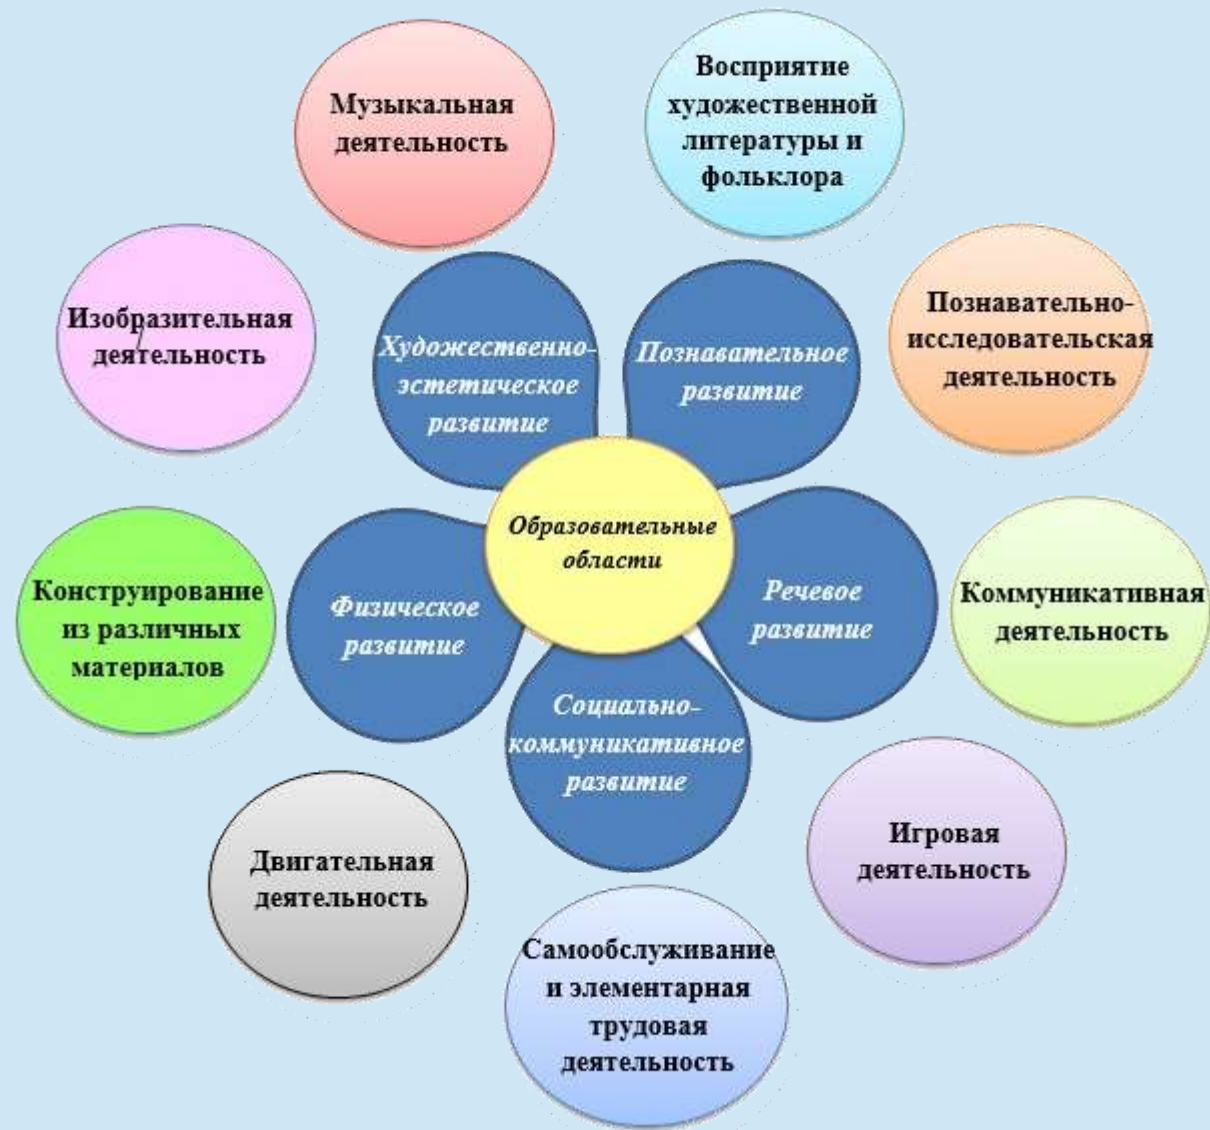 Музыкальная
деятельность
Восприятие
художественной
литературы и
фольклора
Изобразительная
деятельность
Познавательно-
исследовательская
деятельность
Художественно-
эстетическое
развитие
Познавательное
развитие
Образовательные
области
Конструирование
из различных
материалов
Физическое
развитие
Речевое
развитие
Коммуникативная
деятельность
Социально-
коммуникативное
развитие
Двигательная
деятельность
Игровая
деятельность
Самообслуживание
и элементарная
трудовая
деятельность